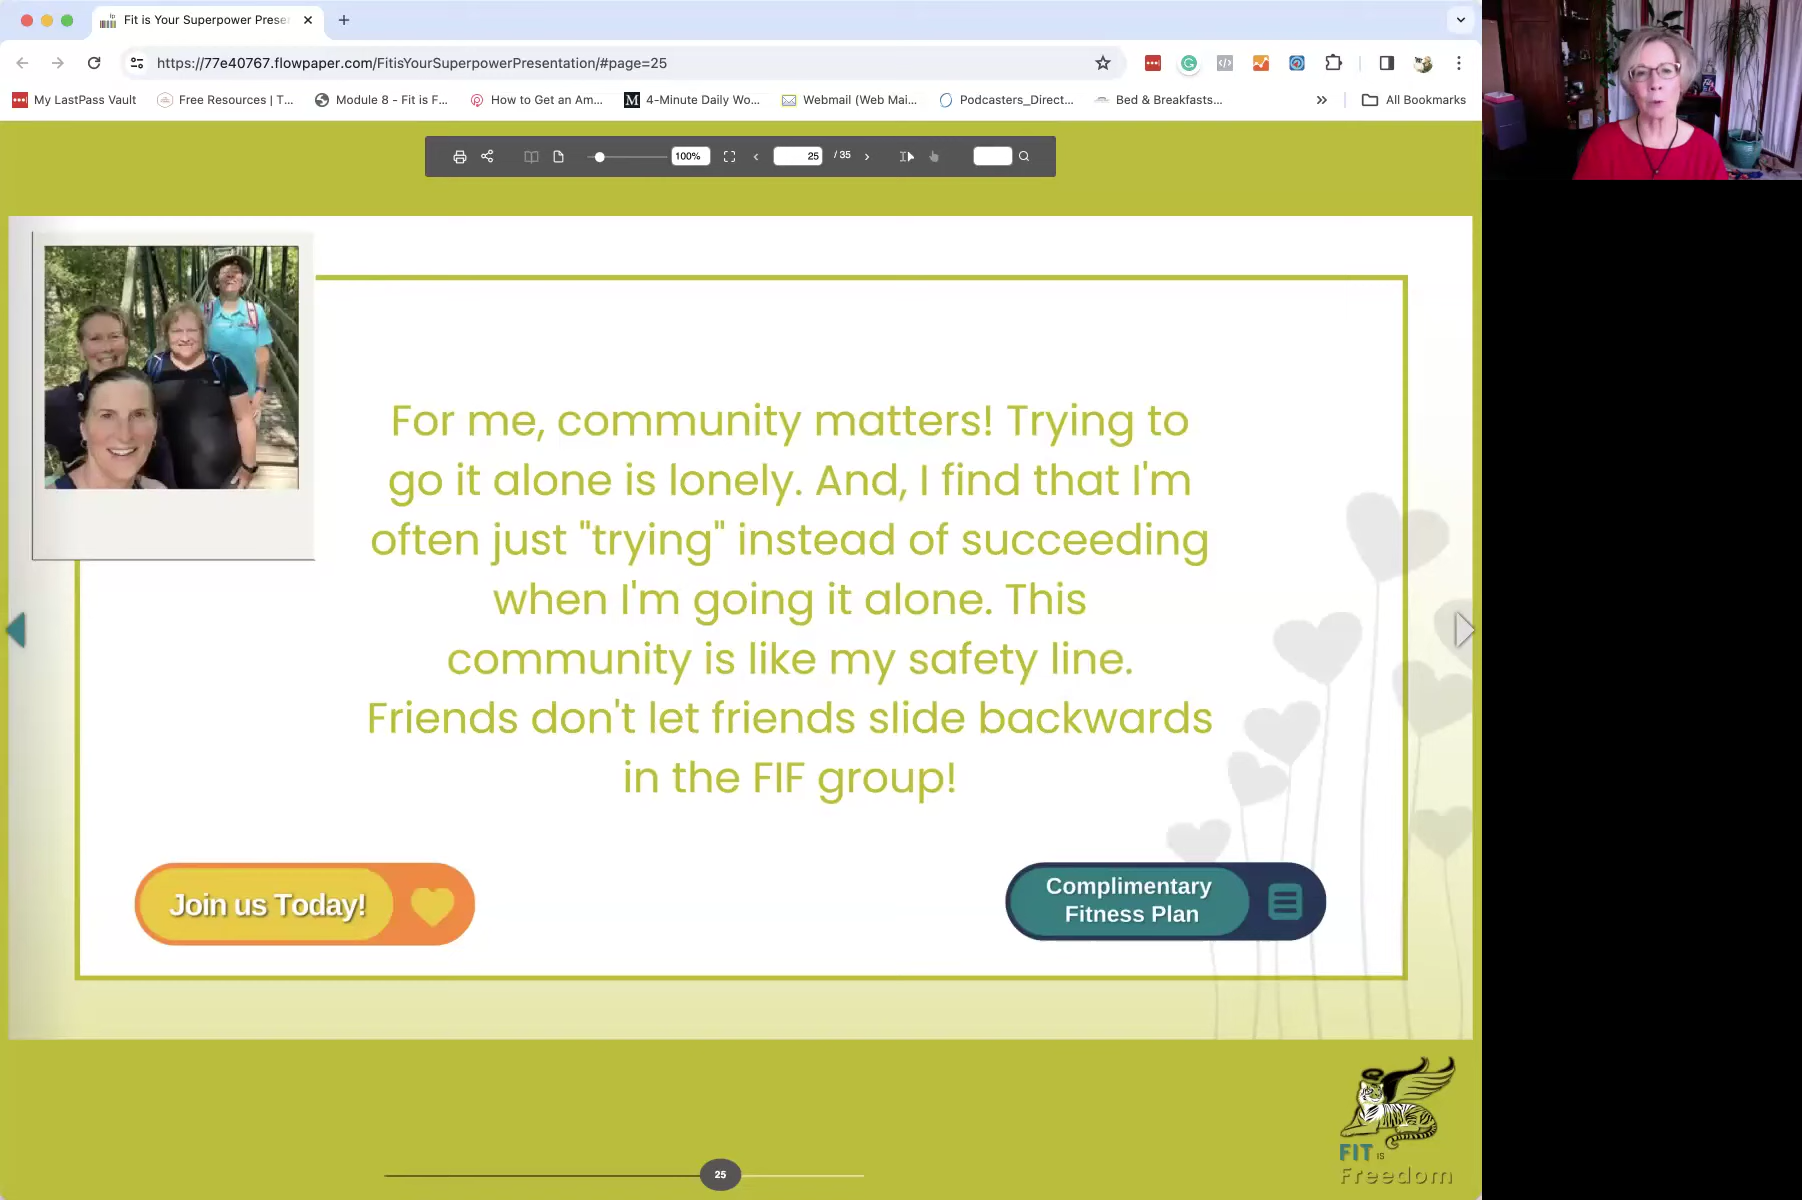 Fit is Your Superpower Prese
https://77e40767.flowpaper.com/FitisYourSuperpowerPresentation/#page=25
My LastPass Vault
Free Resources | T...
Module 8 - Fit is F...
How to Get an Am...
4-Minute Daily Wo...
Webmail (Web Mai...
Podcasters_Direct...
Bed & Breakfasts...
All Bookmarks
100%
25
/ 35
For me, community matters! Trying to
go it alone is lonely. And, I find that I'm
often just "trying" instead of succeeding
when I'm going it alone. This
community is like my safety line.
Friends don't let friends slide backwards
in the FIF group!
Join us Today!
Complimentary
Fitness Plan
FIT IS
Freedom
25